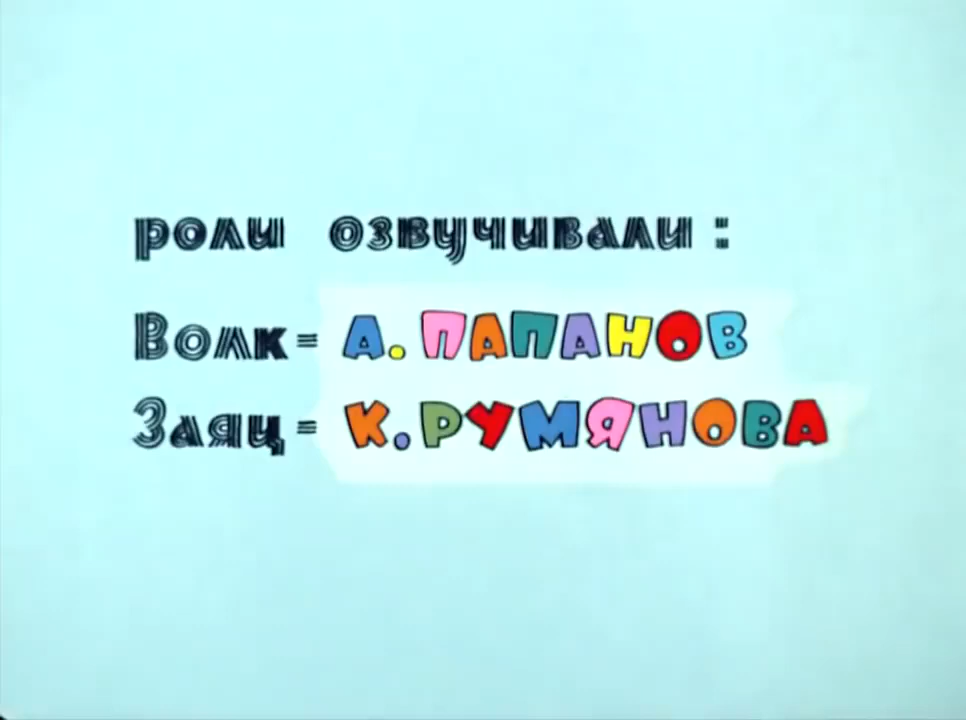 роли озвучивали :
Волк = А. ПАПАНОВ
Заяц = К. РУМЯНОВА